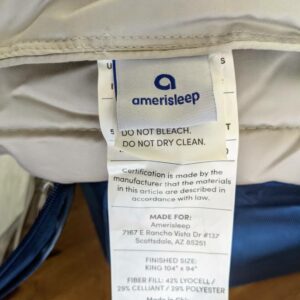 U S
amerisleep
DO NOT BLEACH.
DO NOT DRY CLEAN.
Certification is made by the
manufacturer that the materials
in this article are described in
accordance with law.
MADE FOR:
Amerisleep
7167 E Rancho Vista Dr #137
Scottsdale, AZ 85251
FINISHED SIZE:
KING 104" x 94"
FIBER FILL: 42% LYOCELL /
29% CELLIANT / 29% POLYESTER
Made in